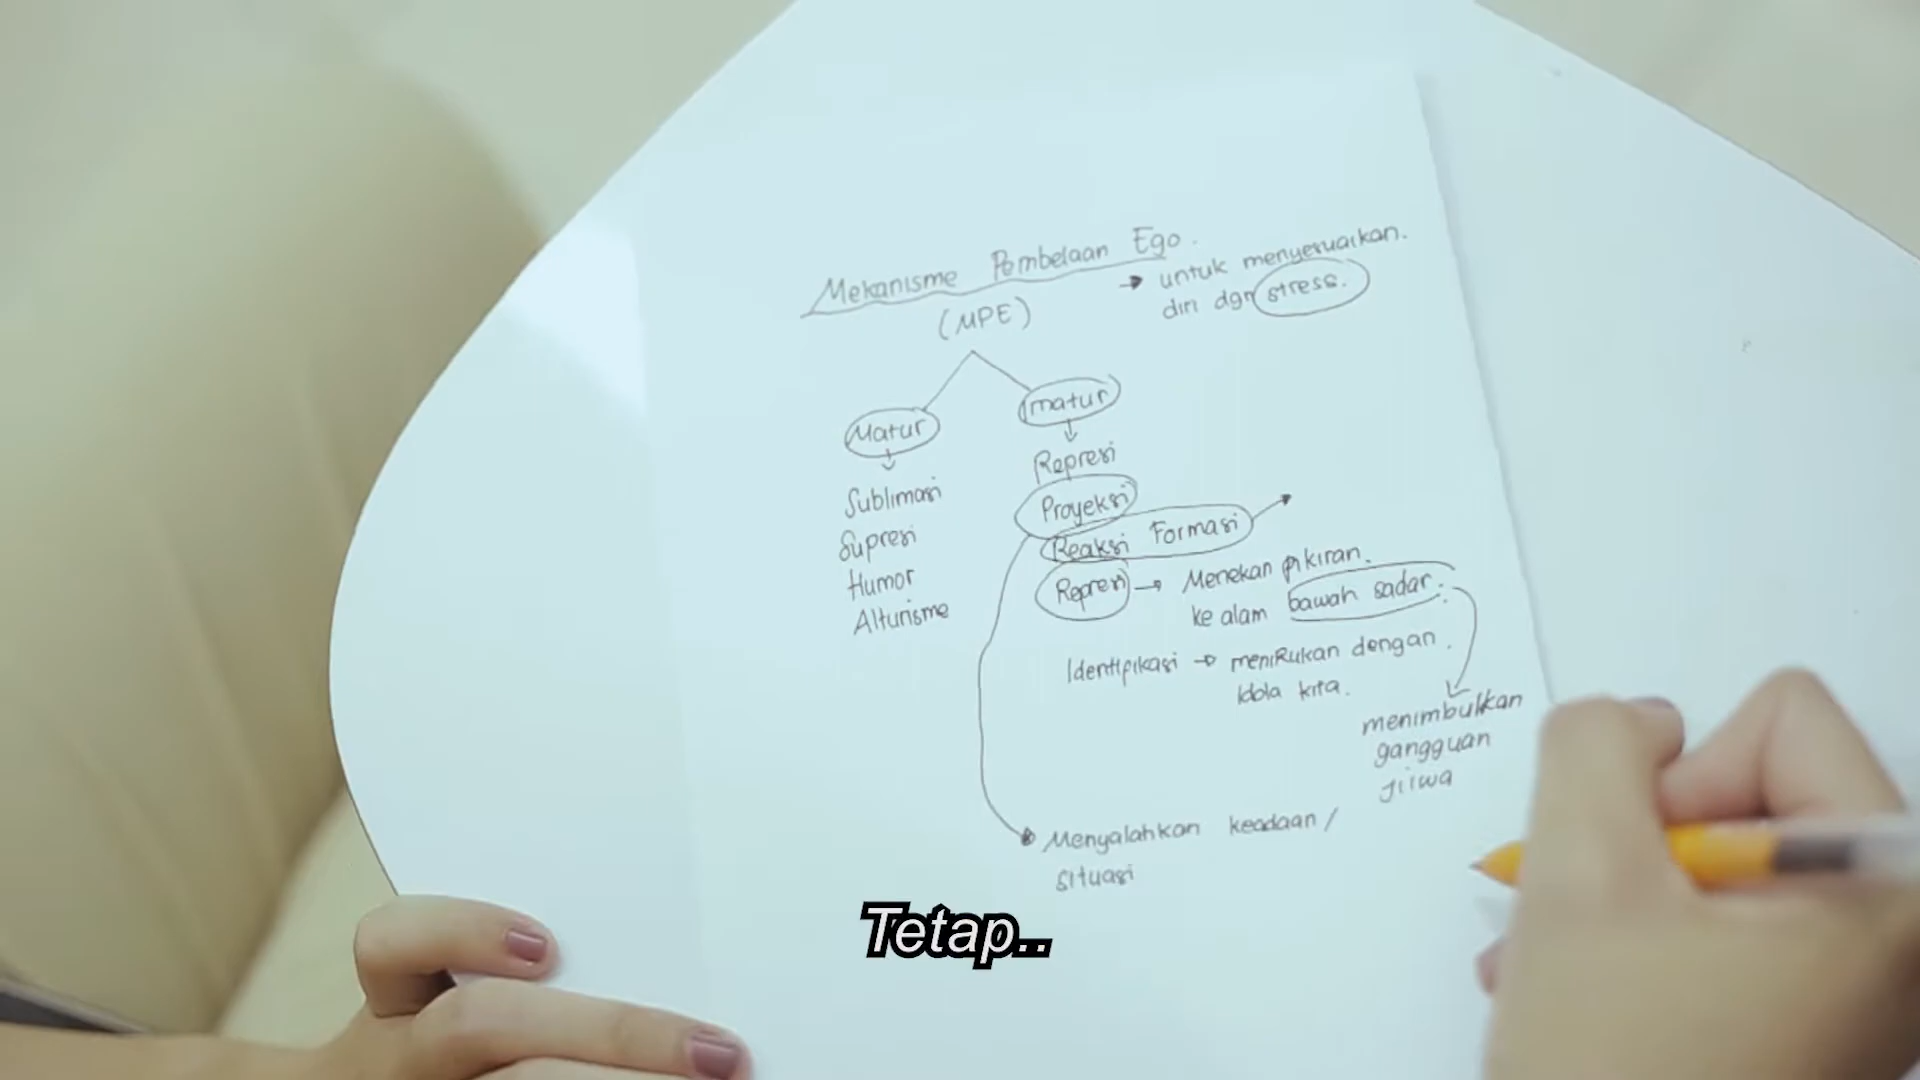 Mekanisme Pembelaan Ego.
(MPE)
→ untuk menyesuaikan.
diri dgn stress.
Matur
Sublimasi
Supresi
Humor
Alturisme
Imatur
Represi
Proyeksi
Reaksi Formasi
Represi → Menekan pikiran.
ke alam bawah sadar.
Identifikasi → meniRukan dengan.
Idola kita.
menimbulkan
gangguan
jiwa
Menyalahkan keadaan /
situasi
Tetap..